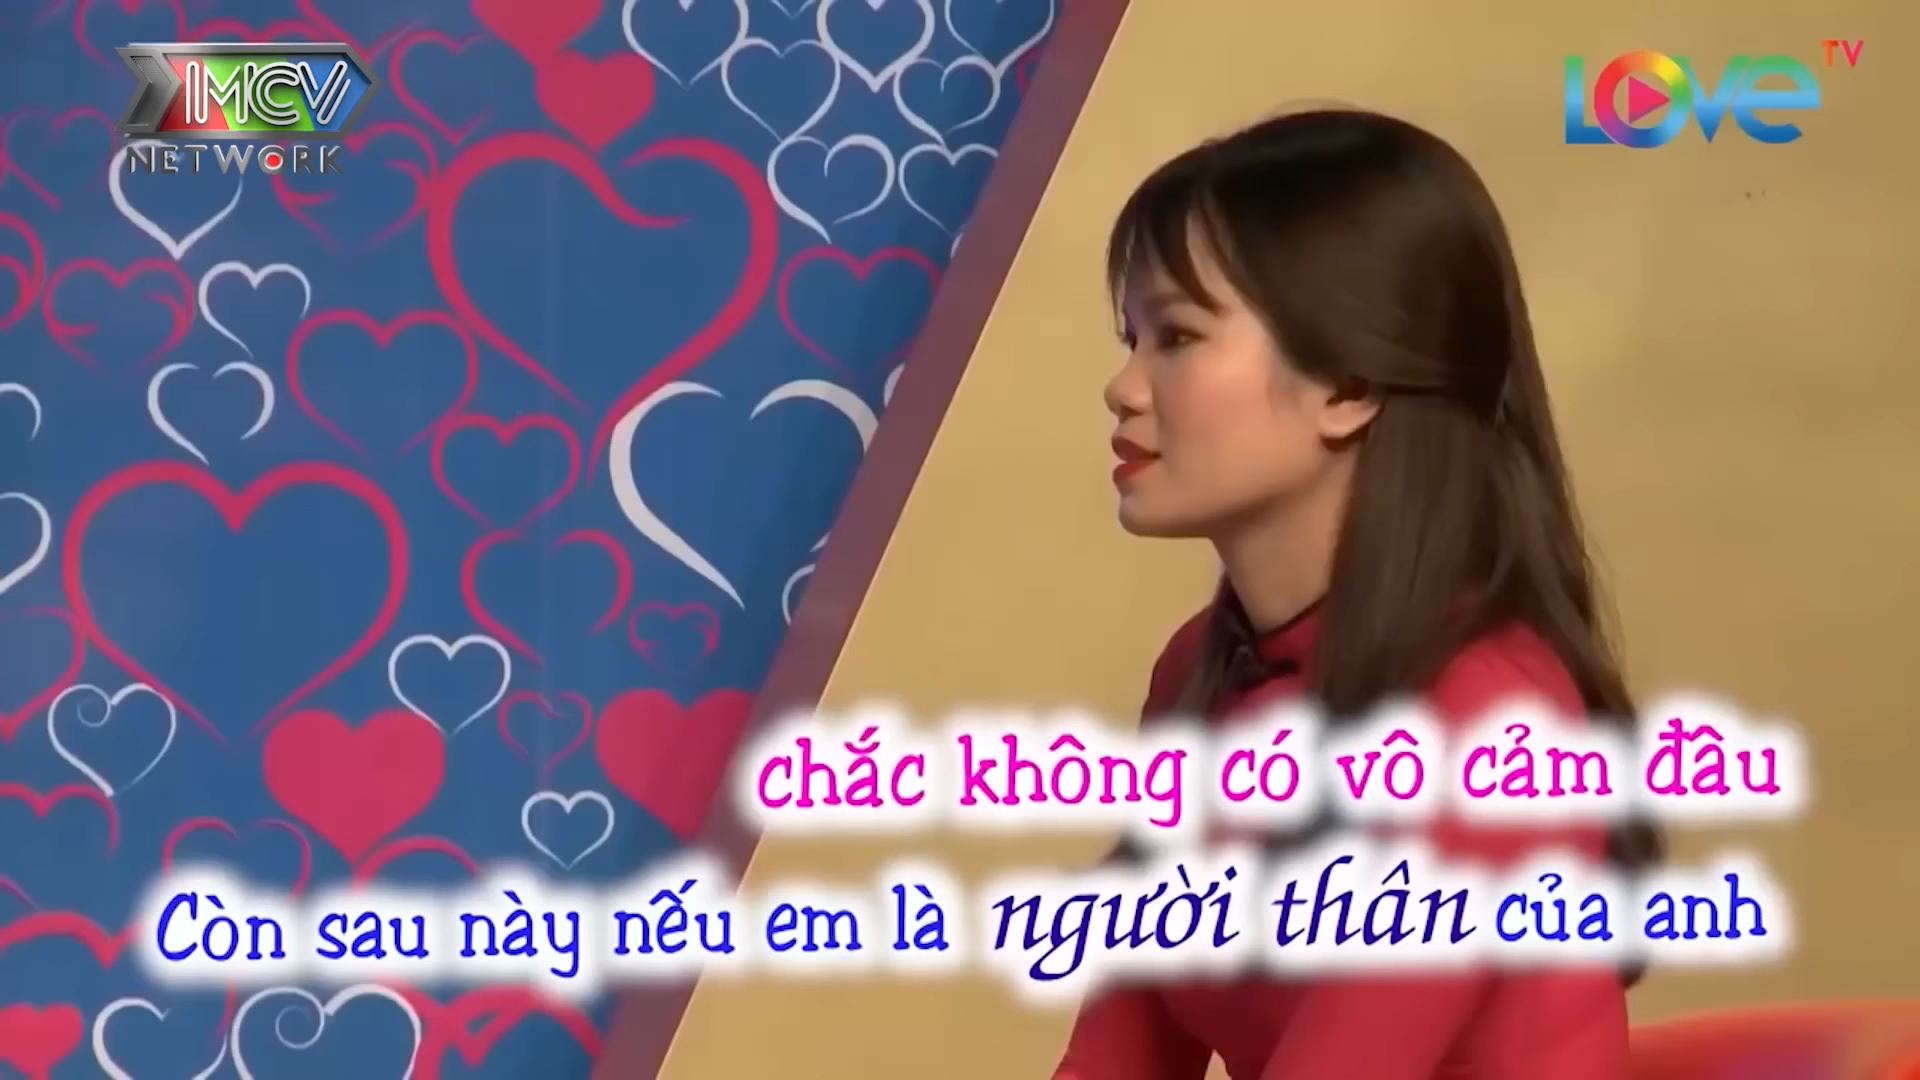 MCV
NETWORK
LOVE TV
chắc không có vô cảm đâu
Còn sau này nếu em là người thân của anh